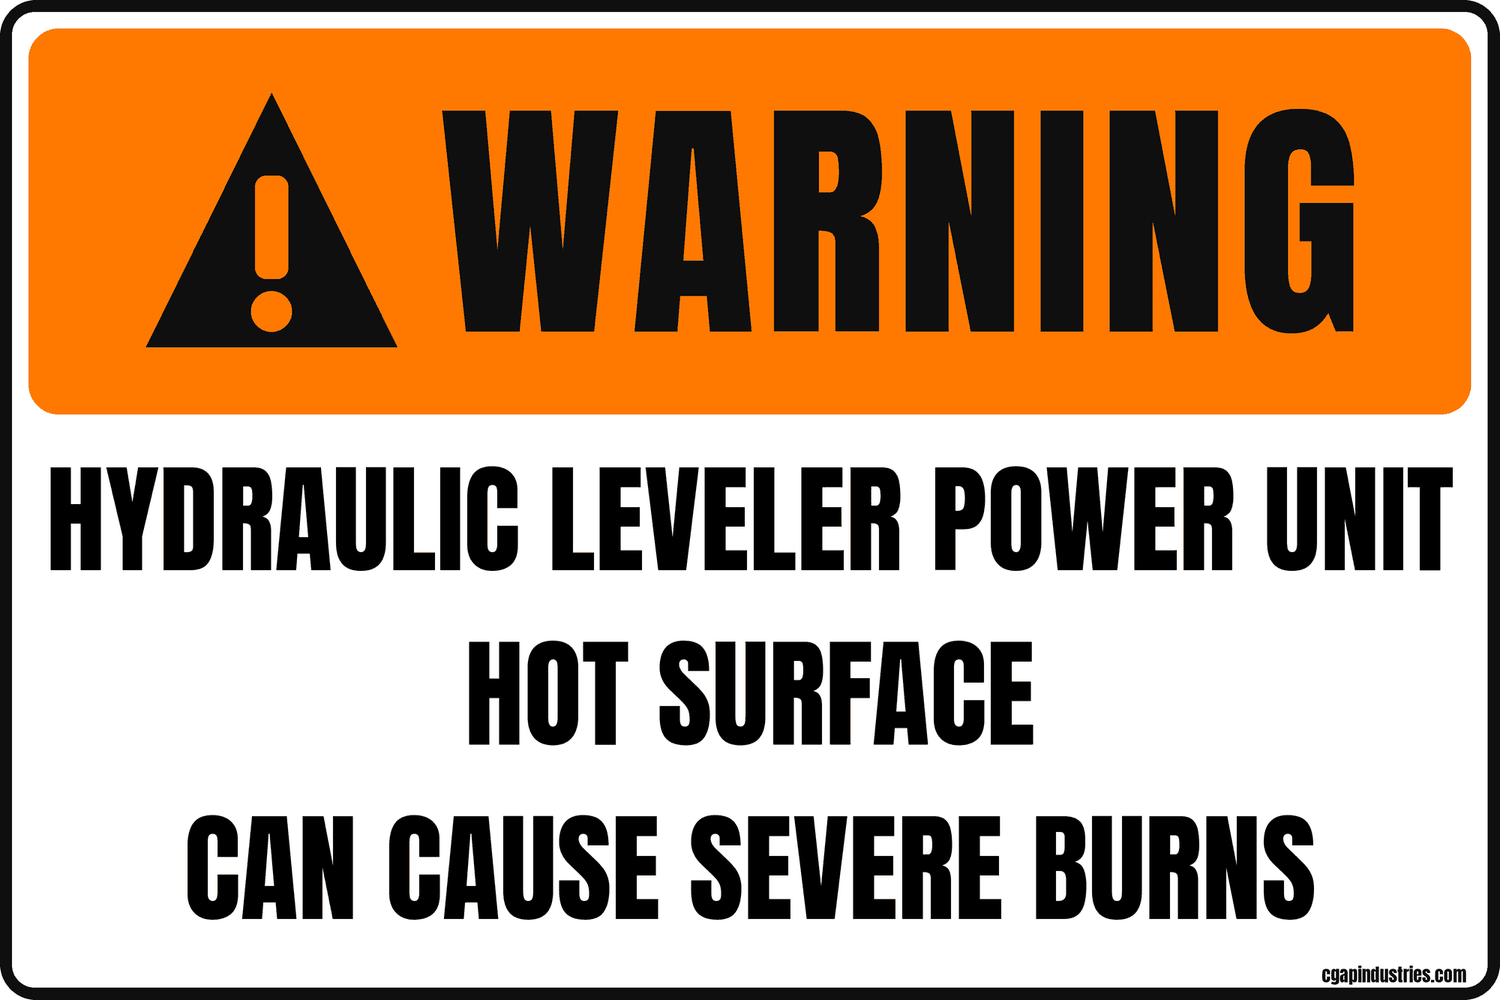 WARNING
HYDRAULIC LEVELER POWER UNIT
HOT SURFACE
CAN CAUSE SEVERE BURNS
cgapindustries.com